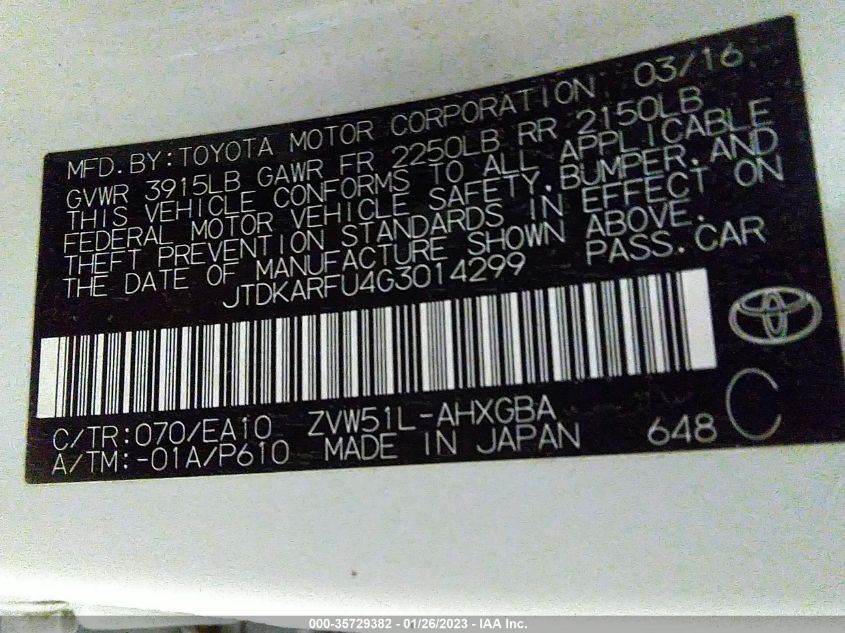 MFD.BY:TOYOTA MOTOR CORPORATION 03/16
GVWR 3915LB GAWR FR 2250LB RR 2150LB
THIS VEHICLE CONFORMS TO ALL APPLICABLE
FEDERAL MOTOR VEHICLE SAFETY,BUMPER,AND
THEFT PREVENTION STANDARDS IN EFFECT ON
THE DATE OF MANUFACTURE SHOWN ABOVE.
JTDKARFU4G3014299 PASS.CAR
C/TR:070/EA10 ZVW51L-AHXGBA
A/TM:-01A/P610 MADE IN JAPAN 648 C
000-35729382 - 01/26/2023 - IAA Inc.